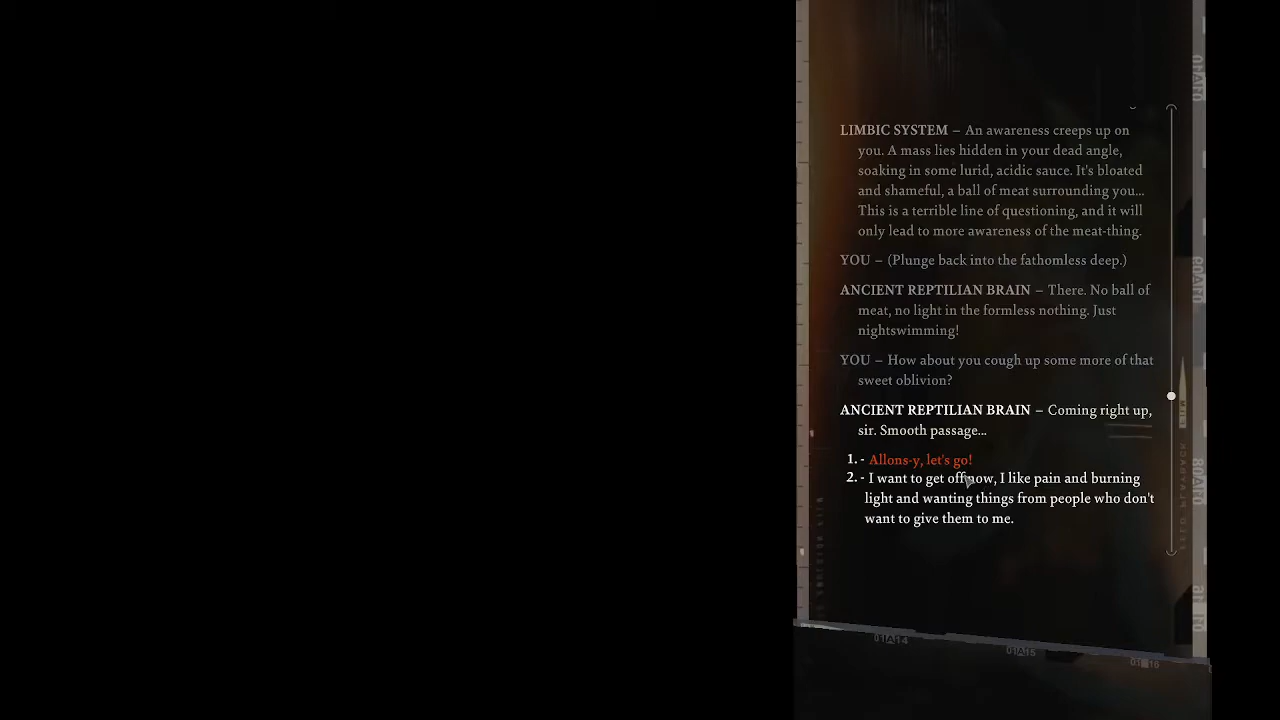 LIMBIC SYSTEM – An awareness creeps up on
you. A mass lies hidden in your dead angle,
soaking in some lurid, acidic sauce. It's bloated
and shameful, a ball of meat surrounding you...
This is a terrible line of questioning, and it will
only lead to more awareness of the meat-thing.
YOU – (Plunge back into the fathomless deep.)
ANCIENT REPTILIAN BRAIN – There. No ball of
meat, no light in the formless nothing. Just
nightswimming!
YOU – How about you cough up some more of that
sweet oblivion?
ANCIENT REPTILIAN BRAIN – Coming right up,
sir. Smooth passage...
1. - Allons-y, let's go!
2. - I want to get off now, I like pain and burning
light and wanting things from people who don't
want to give them to me.
01A14
01A15